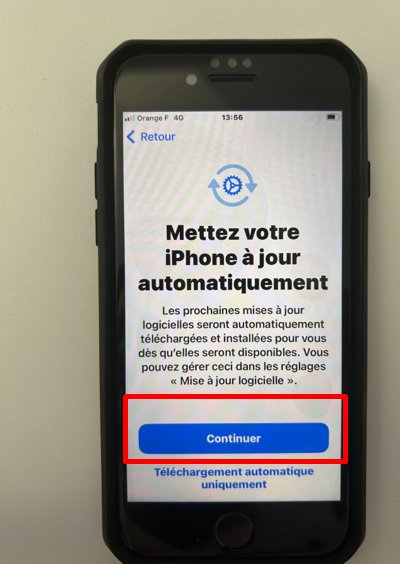 Orange F 4G 13:56
Retour
Mettez votre
iPhone à jour
automatiquement
Les prochaines mises à jour
logicielles seront automatiquement
téléchargées et installées pour vous
dès qu'elles seront disponibles. Vous
pouvez gérer ceci dans les réglages
« Mise à jour logicielle ».
Continuer
Téléchargement automatique
uniquement